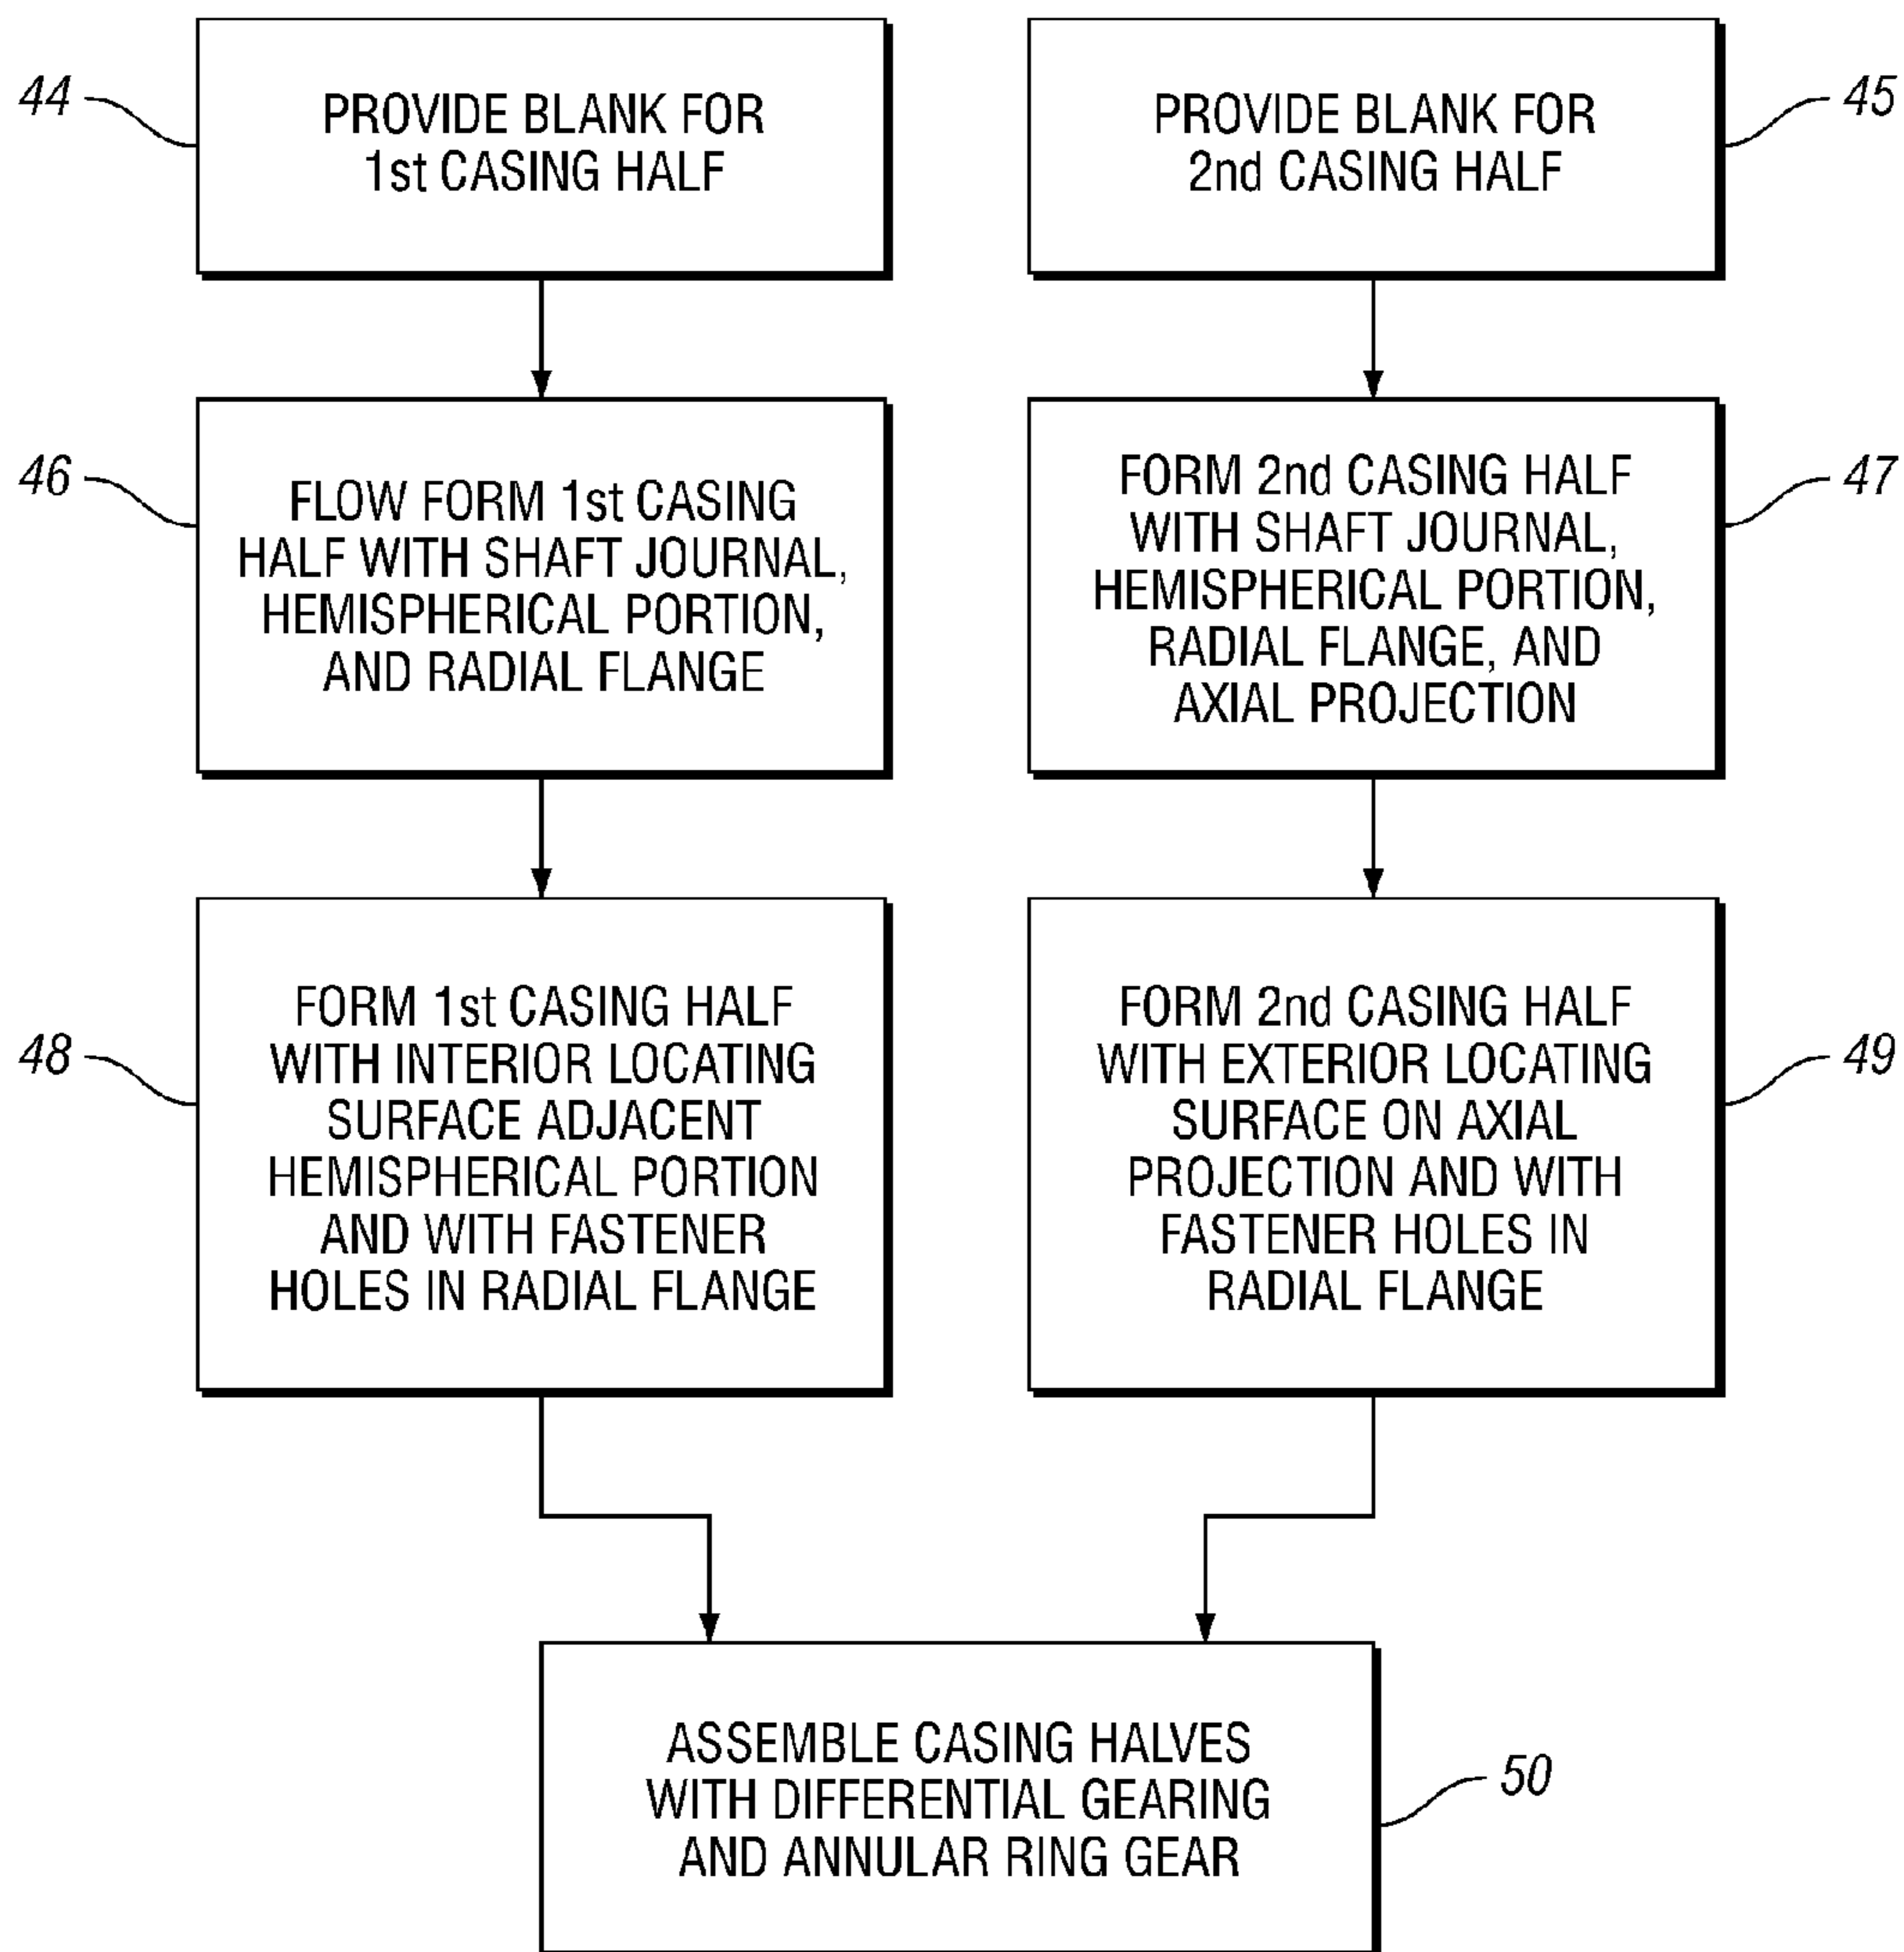 44
PROVIDE BLANK FOR
1st CASING HALF
PROVIDE BLANK FOR
2nd CASING HALF
45
46
FLOW FORM 1st CASING
HALF WITH SHAFT JOURNAL,
HEMISPHERICAL PORTION,
AND RADIAL FLANGE
FORM 2nd CASING HALF
WITH SHAFT JOURNAL,
HEMISPHERICAL PORTION,
RADIAL FLANGE, AND
AXIAL PROJECTION
47
48
FORM 1st CASING HALF
WITH INTERIOR LOCATING
SURFACE ADJACENT
HEMISPHERICAL PORTION
AND WITH FASTENER
HOLES IN RADIAL FLANGE
FORM 2nd CASING HALF
WITH EXTERIOR LOCATING
SURFACE ON AXIAL
PROJECTION AND WITH
FASTENER HOLES IN
RADIAL FLANGE
49
ASSEMBLE CASING HALVES
WITH DIFFERENTIAL GEARING
AND ANNULAR RING GEAR
50